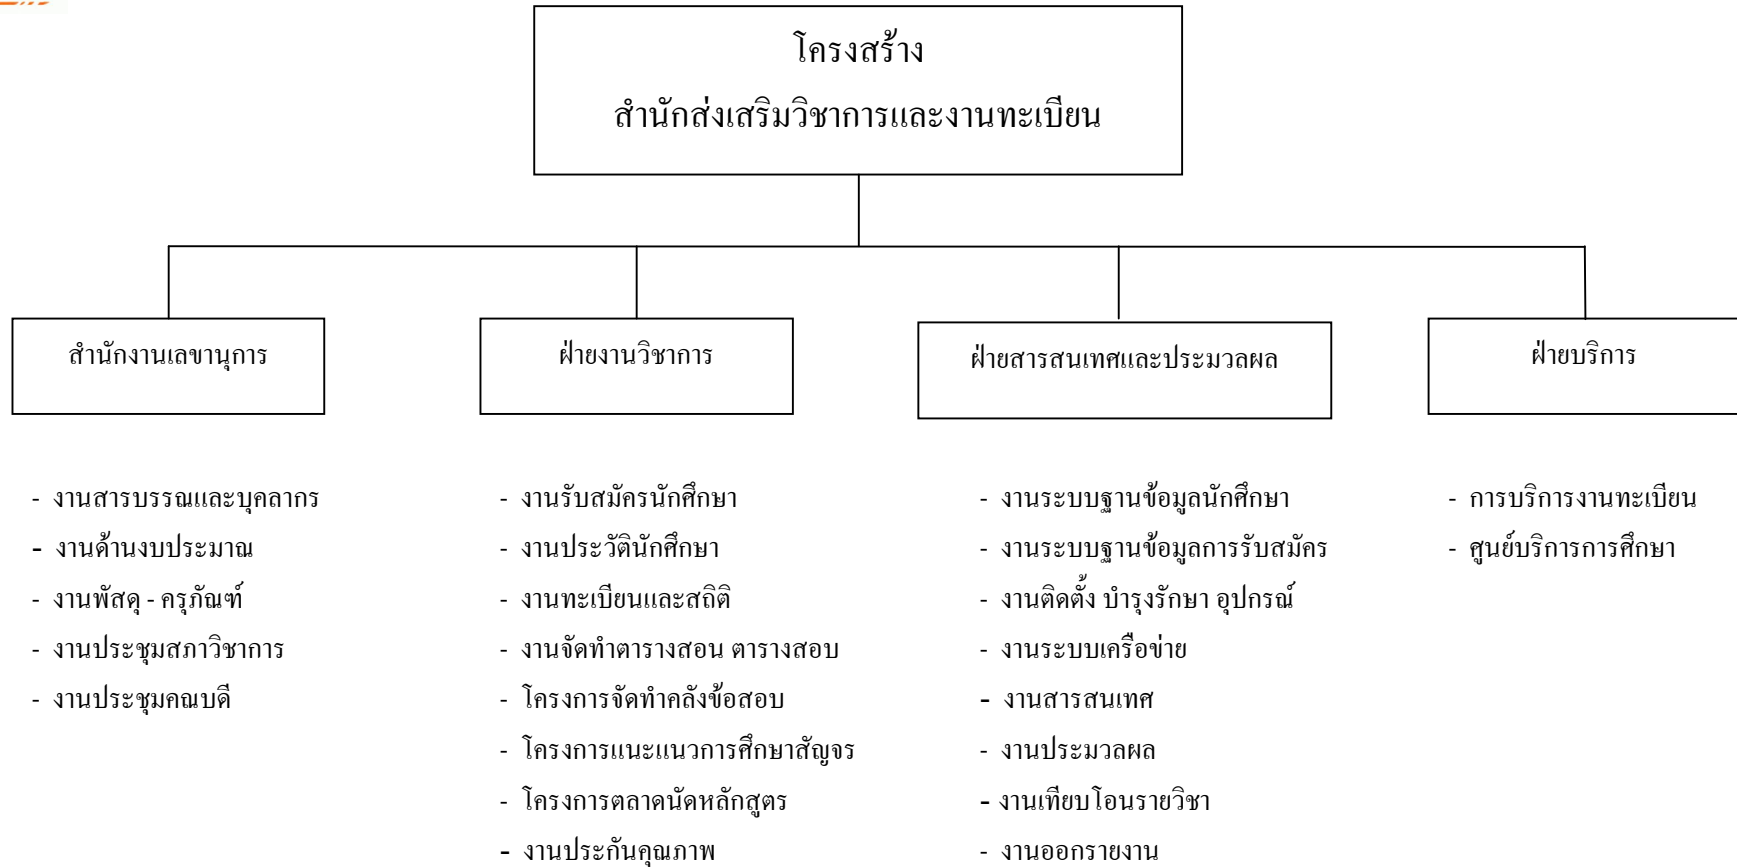 โครงสร้าง
สำนักส่งเสริมวิชาการและงานทะเบียน
สำนักงานเลขานุการ
ฝ่ายงานวิชาการ
ฝ่ายสารสนเทศและประมวลผล
ฝ่ายบริการ
- งานสารบรรณและบุคลากร
- งานด้านงบประมาณ
- งานพัสดุ - ครุภัณฑ์
- งานประชุมสภาวิชาการ
- งานประชุมคณบดี
- งานรับสมัครนักศึกษา
- งานประวัตินักศึกษา
- งานทะเบียนและสถิติ
- งานจัดทำตารางสอน ตารางสอบ
- โครงการจัดทำคลังข้อสอบ
- โครงการแนะแนวการศึกษาสัญจร
- โครงการตลาดนัดหลักสูตร
- งานประกันคุณภาพ
- งานระบบฐานข้อมูลนักศึกษา
- งานระบบฐานข้อมูลการรับสมัคร
- งานติดตั้ง บำรุงรักษา อุปกรณ์
- งานระบบเครือข่าย
- งานสารสนเทศ
- งานประมวลผล
- งานเทียบโอนรายวิชา
- งานออกรายงาน
- การบริการงานทะเบียน
- ศูนย์บริการการศึกษา